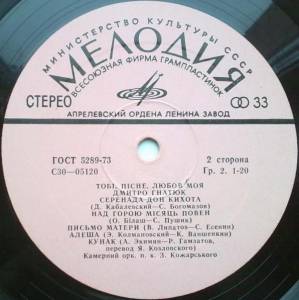 МИНИСТЕРСТВО КУЛЬТУРЫ СССР
МЕЛОДИЯ
ВСЕСОЮЗНАЯ ФИРМА ГРАМПЛАСТИНОК
СТЕРЕО
33
АПРЕЛЕВСКИЙ ОРДЕНА ЛЕНИНА ЗАВОД
ГОСТ 5289-73
2 сторона
С30—05120
Гр. 2. 1-20
ТОБІ, ПІСНЕ, ЛЮБОВ МОЯ
ДМИТРО ГНАТЮК
СЕРЕНАДА ДОН КИХОТА
(Д. Кабалевский — С. Богомазов)
НАД ГОРОЮ МІСЯЦЬ ПОВЕН
(О. Білаш — С. Пушик)
ПИСЬМО МАТЕРИ (В. Липатов — С. Есенин)
АЛЕША (Э. Колмановский — К. Ваншенкин)
КУНАК (А. Экимян — Р. Гамзатов,
перевод Я. Козловского)
Камерний орк. п. к. З. Кожарського